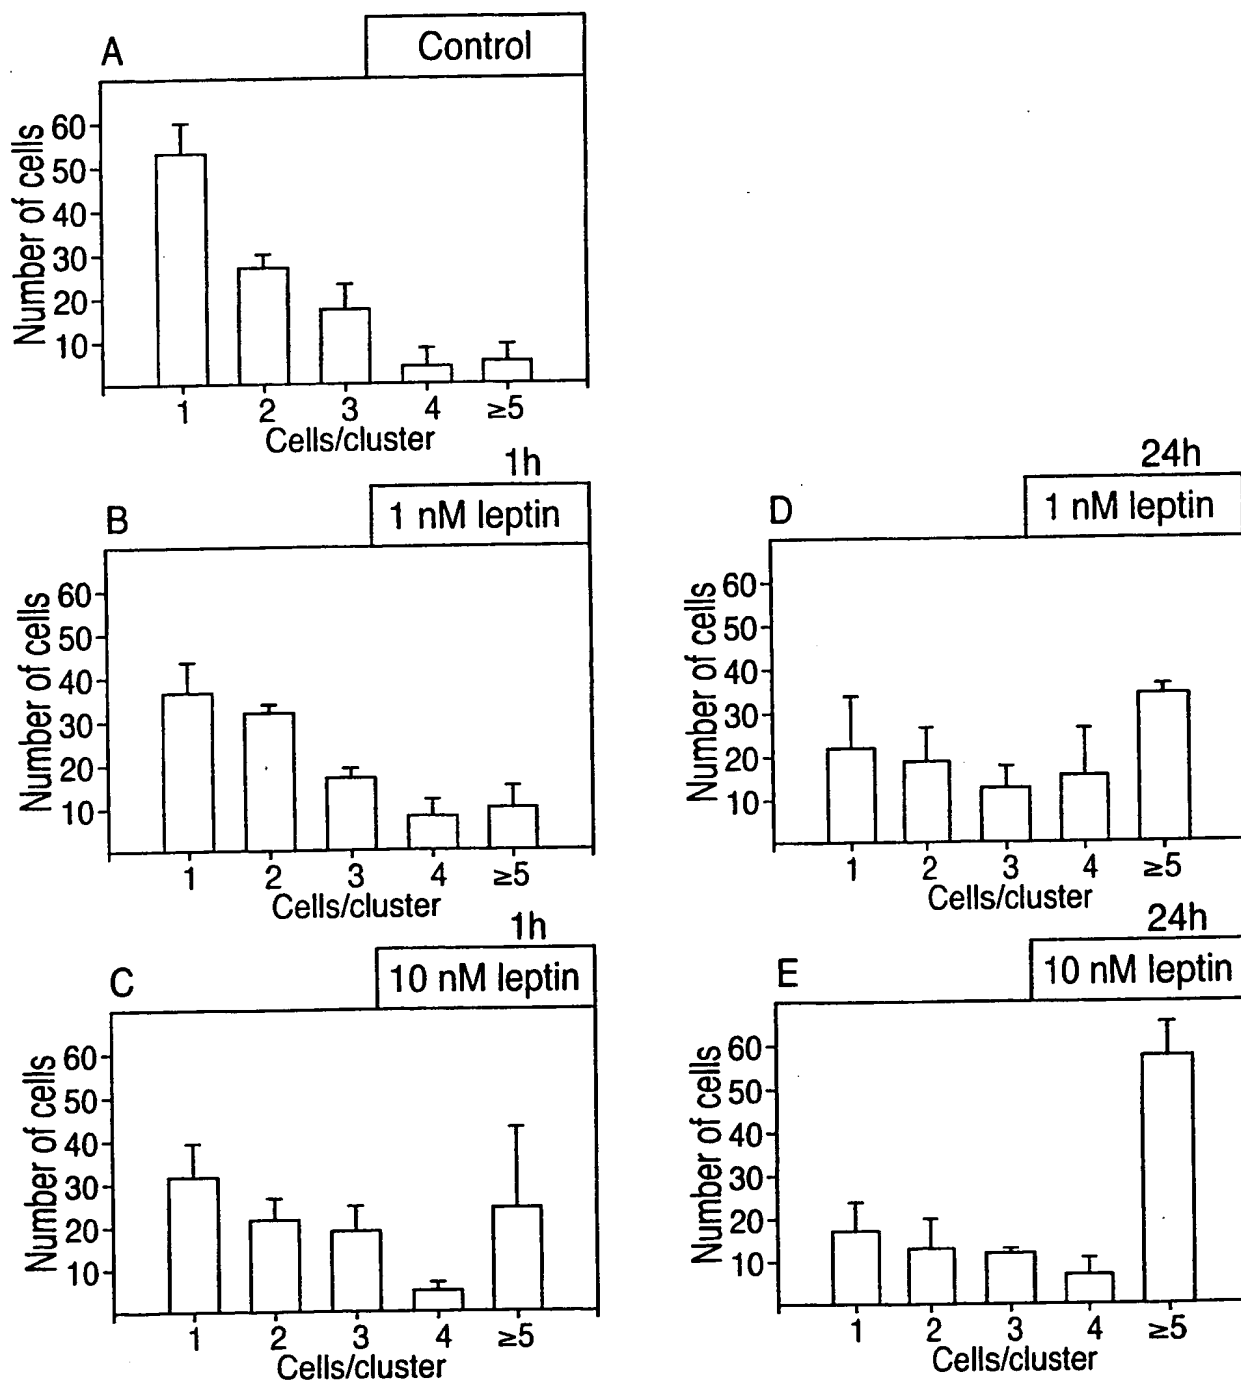 A
Control
Number of cells
60
50
40
30
20
10
1 2 3 4 ≥5
Cells/cluster
1h
B
1 nM leptin
Number of cells
60
50
40
30
20
10
1 2 3 4 ≥5
Cells/cluster
24h
D
1 nM leptin
Number of cells
60
50
40
30
20
10
1 2 3 4 ≥5
Cells/cluster
1h
C
10 nM leptin
Number of cells
60
50
40
30
20
10
1 2 3 4 ≥5
Cells/cluster
24h
E
10 nM leptin
Number of cells
60
50
40
30
20
10
1 2 3 4 ≥5
Cells/cluster